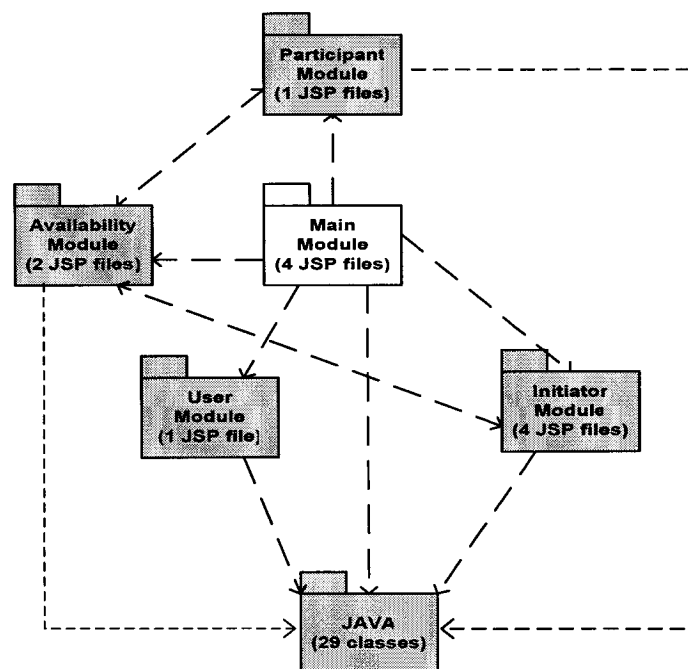 Participant
Module
(1 JSP files)
Availability
Module
(2 JSP files)
Main
Module
(4 JSP files)
User
Module
(1 JSP file)
Initiator
Module
(4 JSP files)
JAVA
(29 classes)